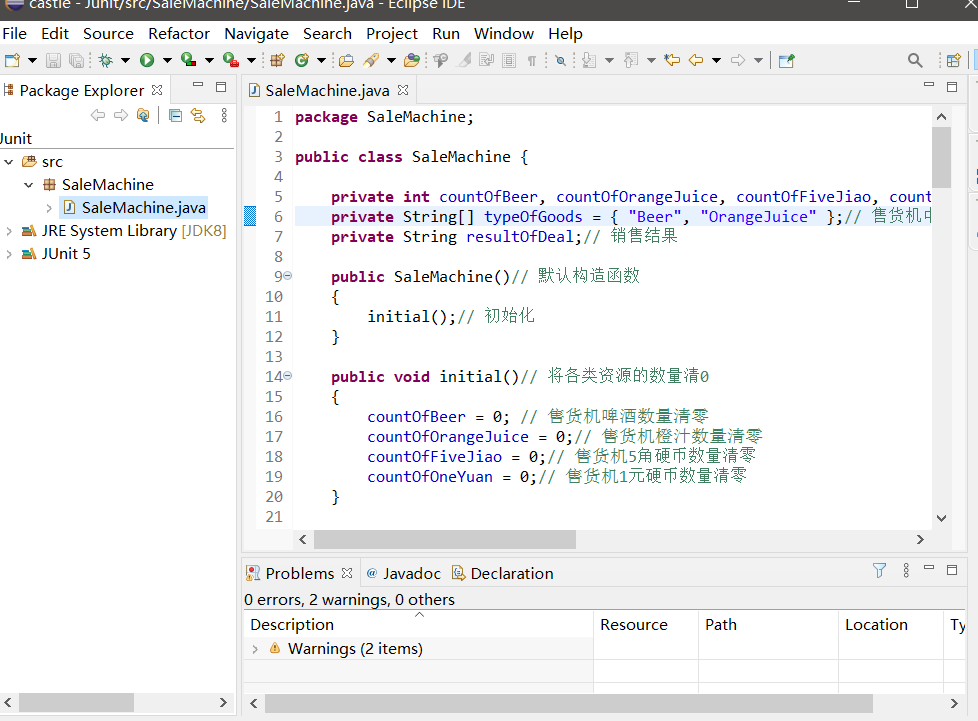 castle - Junit/src/SaleMachine/SaleMachine.java - Eclipse IDE
File Edit Source Refactor Navigate Search Project Run Window Help
Package Explorer
SaleMachine.java
Junit
src
SaleMachine
SaleMachine.java
JRE System Library [JDK8]
JUnit 5
1 package SaleMachine;
2
3 public class SaleMachine {
4
5 private int countOfBeer, countOfOrangeJuice, countOfFiveJiao, count
6 private String[] typeOfGoods = { "Beer", "OrangeJuice" };// 售货机中
7 private String resultOfDeal;// 销售结果
8
9 public SaleMachine()// 默认构造函数
10 {
11 initial();// 初始化
12 }
13
14 public void initial()// 将各类资源的数量清0
15 {
16 countOfBeer = 0; // 售货机啤酒数量清零
17 countOfOrangeJuice = 0;// 售货机橙汁数量清零
18 countOfFiveJiao = 0;// 售货机5角硬币数量清零
19 countOfOneYuan = 0;// 售货机1元硬币数量清零
20 }
21
Problems @ Javadoc Declaration
0 errors, 2 warnings, 0 others
Description Resource Path Location Ty
Warnings (2 items)